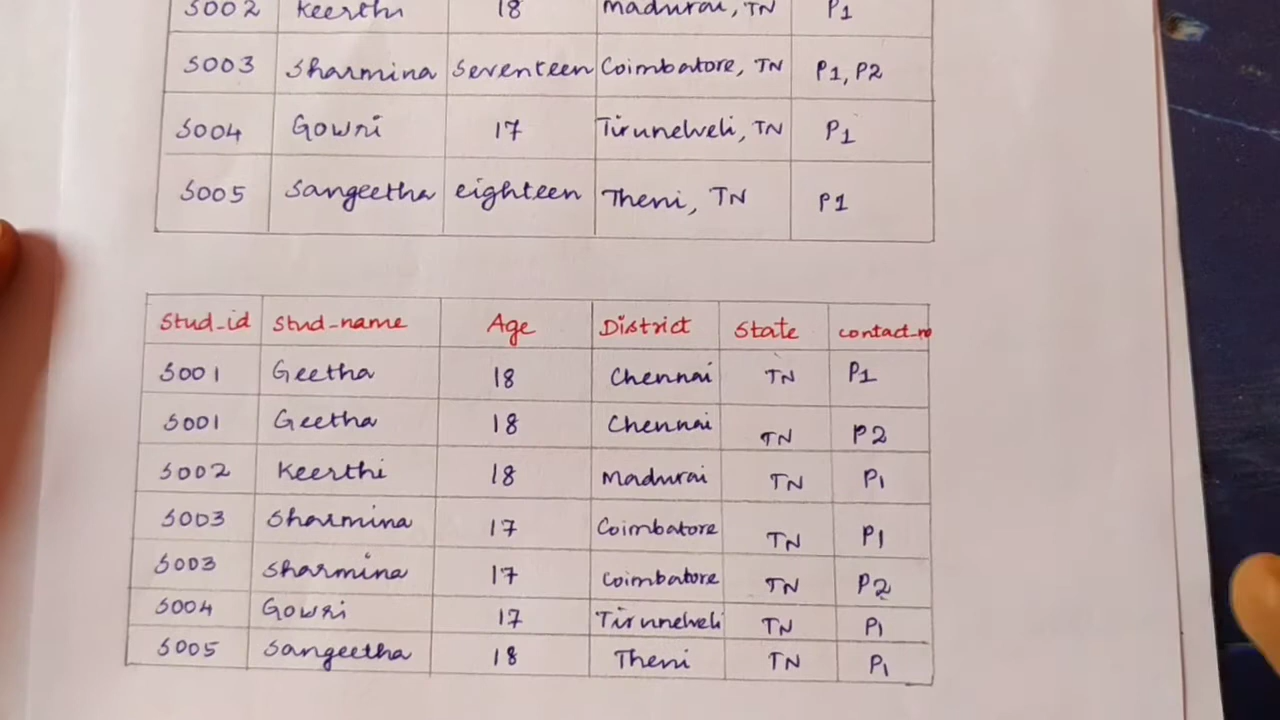 S002 Keerthi 18 Madurai, TN P1
S003 Sharmina Seventeen Coimbatore, TN P1, P2
S004 Gowri 17 Tirunelveli, TN P1
S005 Sangeetha eighteen Theni, TN P1
Stud_id Stud_name Age District State contact_no
S001 Geetha 18 Chennai TN P1
S001 Geetha 18 Chennai TN P2
S002 Keerthi 18 Madurai TN P1
S003 Sharmina 17 Coimbatore TN P1
S003 Sharmina 17 Coimbatore TN P2
S004 Gowri 17 Tirunelveli TN P1
S005 Sangeetha 18 Theni TN P1